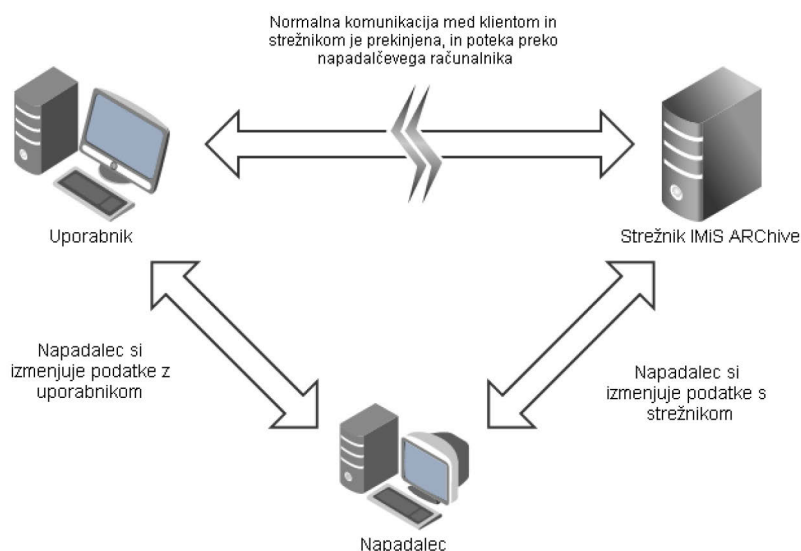 Normalna komunikacija med klientom in
strežnikom je prekinjena, in poteka preko
napadalčevega računalnika
Uporabnik
Strežnik IMiS ARChive
Napadalec si
izmenjuje podatke z
uporabnikom
Napadalec si
izmenjuje podatke s
strežnikom
Napadalec